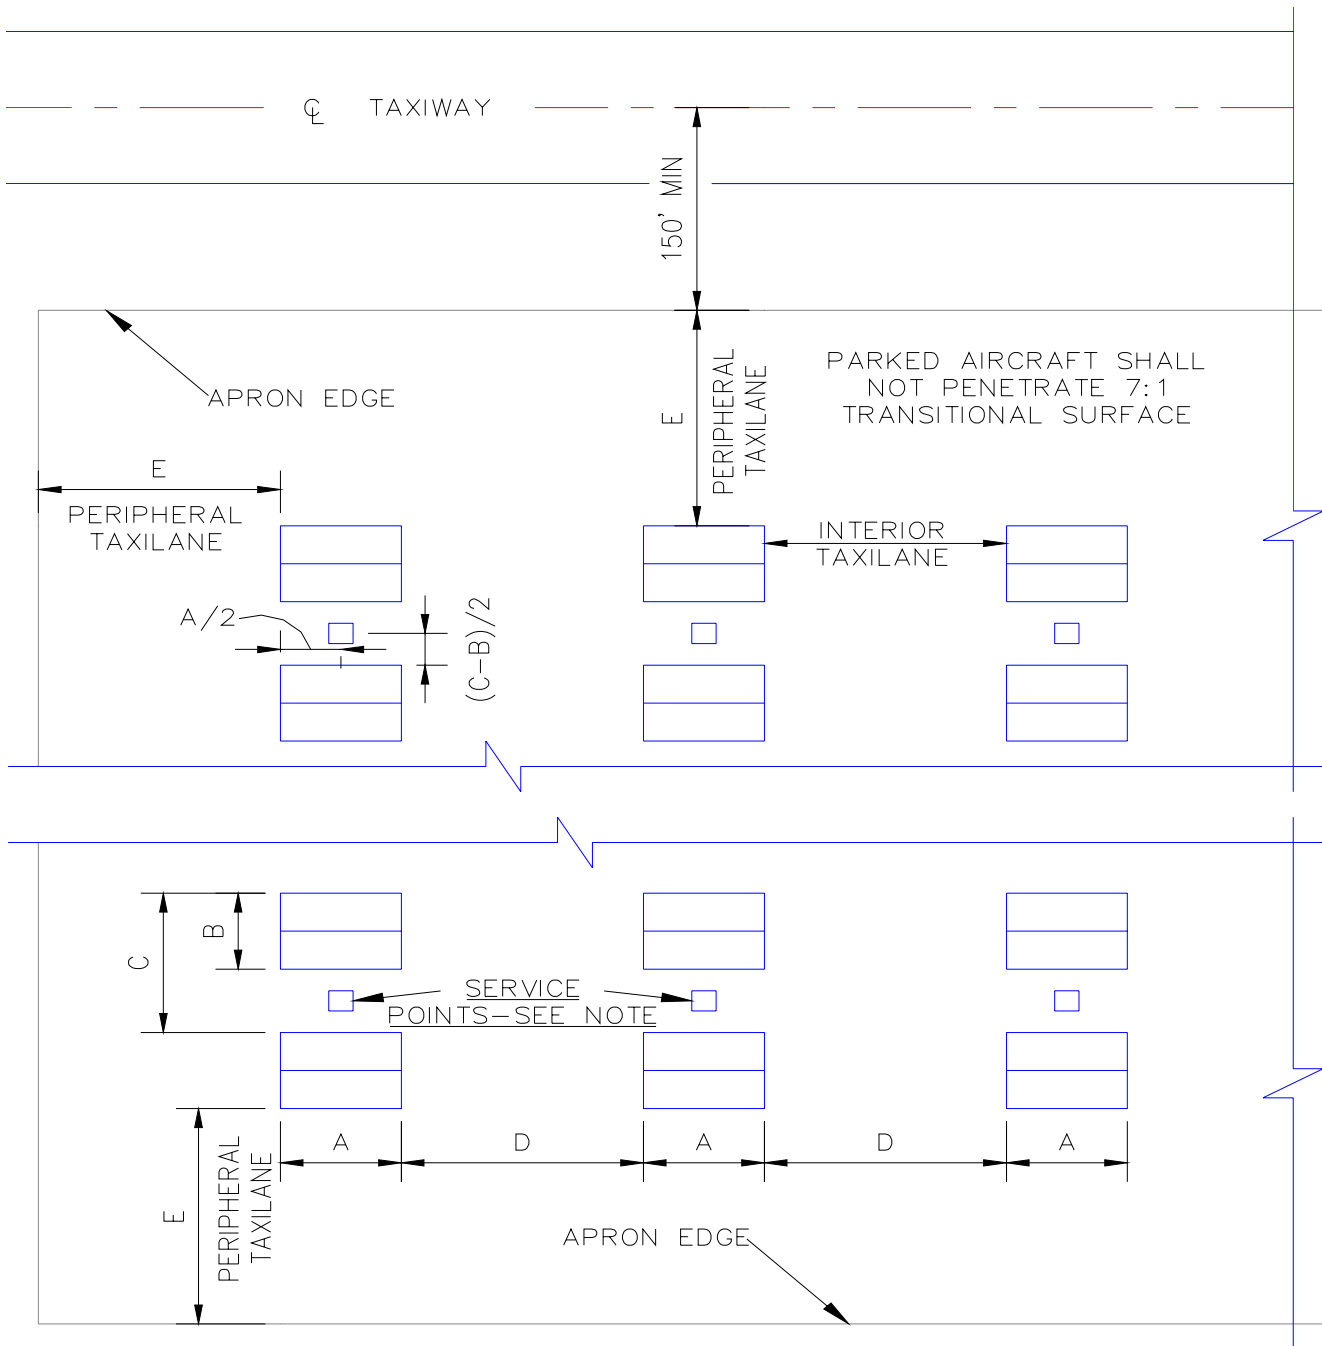 ℄ TAXIWAY
150' MIN
APRON EDGE
E
PERIPHERAL
TAXILANE
PARKED AIRCRAFT SHALL
NOT PENETRATE 7:1
TRANSITIONAL SURFACE
E
PERIPHERAL
TAXILANE
INTERIOR
TAXILANE
A/2
(C-B)/2
B
C
SERVICE
POINTS-SEE NOTE
A
D
A
D
A
E
PERIPHERAL
TAXILANE
APRON EDGE